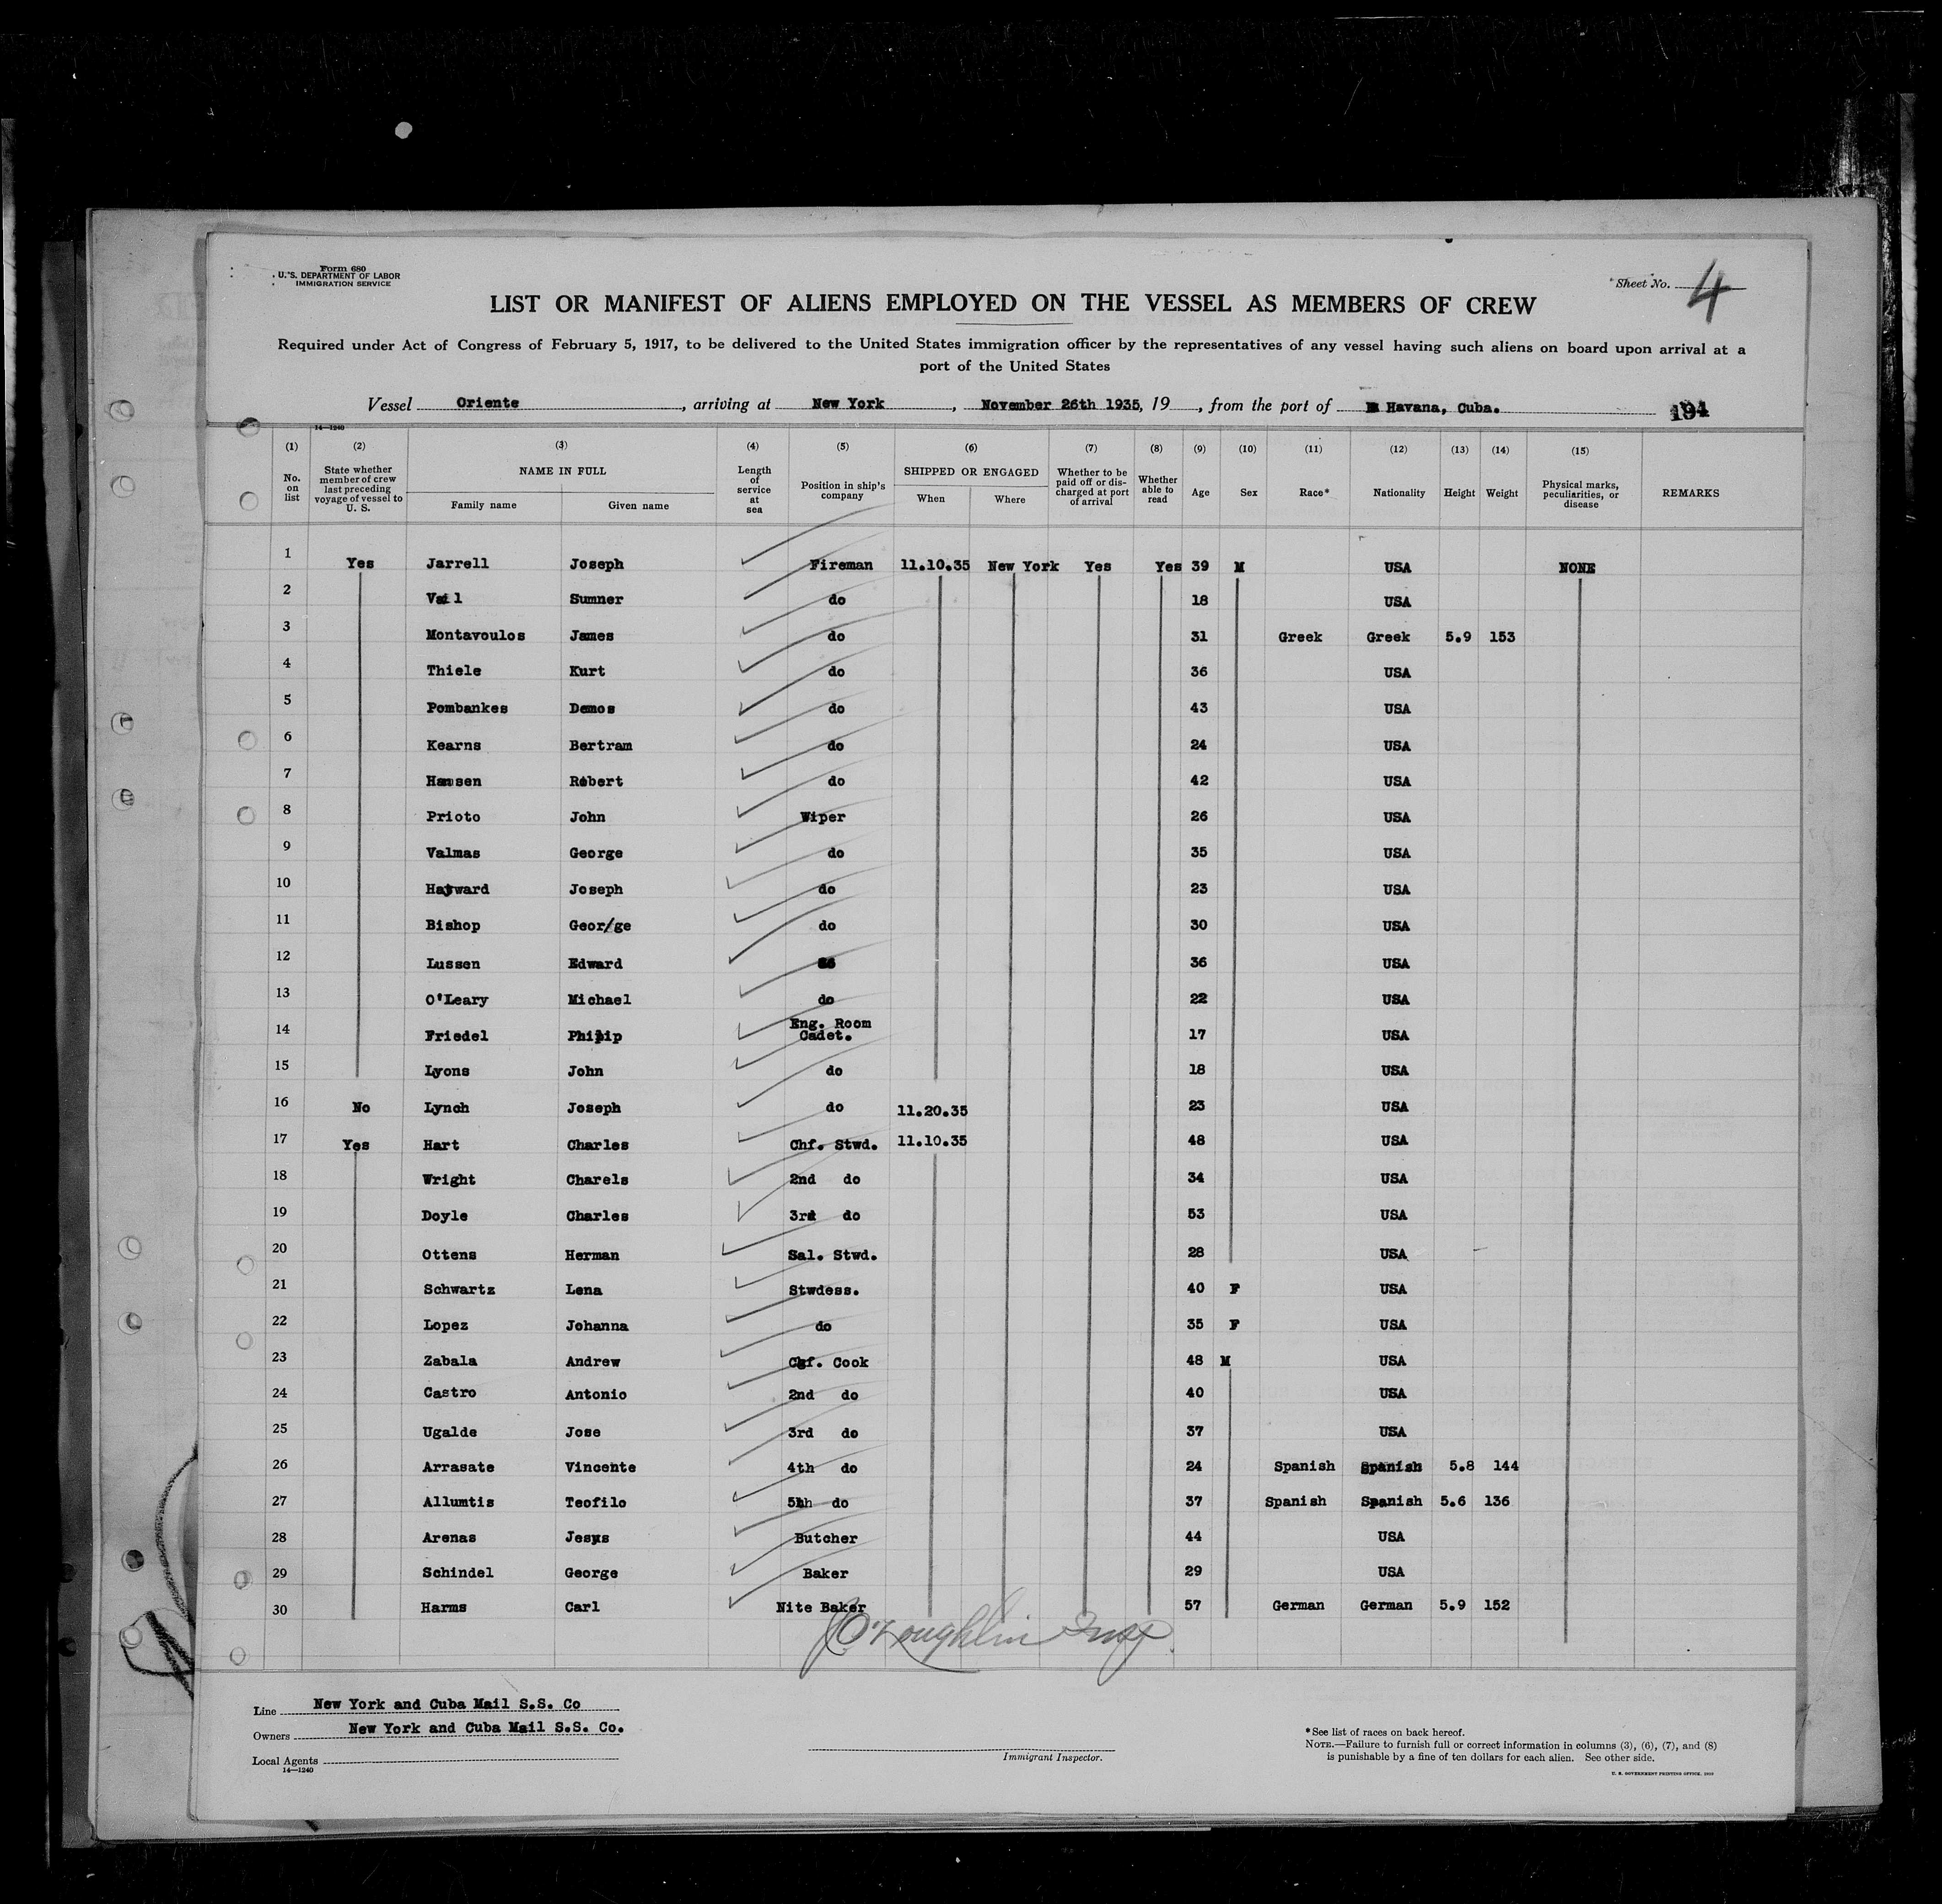 Form 680
U. S. DEPARTMENT OF LABOR
IMMIGRATION SERVICE
Sheet No. 4
LIST OR MANIFEST OF ALIENS EMPLOYED ON THE VESSEL AS MEMBERS OF CREW
Required under Act of Congress of February 5, 1917, to be delivered to the United States immigration officer by the representatives of any vessel having such aliens on board upon arrival at a
port of the United States
Vessel Oriente, arriving at New York, November 26th 1935, 19 , from the port of Havana, Cuba. 194
14—1240
(1) (2) (3) (4) (5) (6) (7) (8) (9) (10) (11) (12) (13) (14) (15)
No. on list State whether member of crew last preceding voyage of vessel to U. S. NAME IN FULL Family name Given name Length of service at sea Position in ship's company SHIPPED OR ENGAGED When Where Whether to be paid off or discharged at port of arrival Whether able to read Age Sex Race* Nationality Height Weight Physical marks, peculiarities, or disease REMARKS
1 Yes Jarrell Joseph Fireman 11.10.35 New York Yes Yes 39 M USA NONE
2 Vail Sumner do 18 USA
3 Montavoulos James do 31 Greek Greek 5.9 153
4 Thiele Kurt do 36 USA
5 Pombankes Demos do 43 USA
6 Kearns Bertram do 24 USA
7 Hansen Robert do 42 USA
8 Prioto John Wiper 26 USA
9 Valmas George do 35 USA
10 Hayward Joseph do 23 USA
11 Bishop Geor/ge do 30 USA
12 Lussen Edward do 36 USA
13 O'Leary Michael do 22 USA
14 Friedel Philip Eng. Room Cadet. 17 USA
15 Lyons John do 18 USA
16 No Lynch Joseph do 11.20.35 23 USA
17 Yes Hart Charles Chf. Stwd. 11.10.35 48 USA
18 Wright Charels 2nd do 34 USA
19 Doyle Charles 3rd do 53 USA
20 Ottens Herman Sal. Stwd. 28 USA
21 Schwartz Lena Stwdess. 40 F USA
22 Lopez Johanna do 35 F USA
23 Zabala Andrew Chf. Cook 48 M USA
24 Castro Antonio 2nd do 40 USA
25 Ugalde Jose 3rd do 37 USA
26 Arrasate Vincente 4th do 24 Spanish Spanish 5.8 144
27 Allumtis Teofilo 5th do 37 Spanish Spanish 5.6 136
28 Arenas Jesus Butcher 44 USA
29 Schindel George Baker 29 USA
30 Harms Carl Nite Baker 57 German German 5.9 152
O'Loughlin Insp
Line New York and Cuba Mail S.S. Co
Owners New York and Cuba Mail S.S. Co.
Local Agents
14—1240
Immigrant Inspector.
*See list of races on back hereof.
NOTE.—Failure to furnish full or correct information in columns (3), (6), (7), and (8)
is punishable by a fine of ten dollars for each alien. See other side.
U. S. GOVERNMENT PRINTING OFFICE